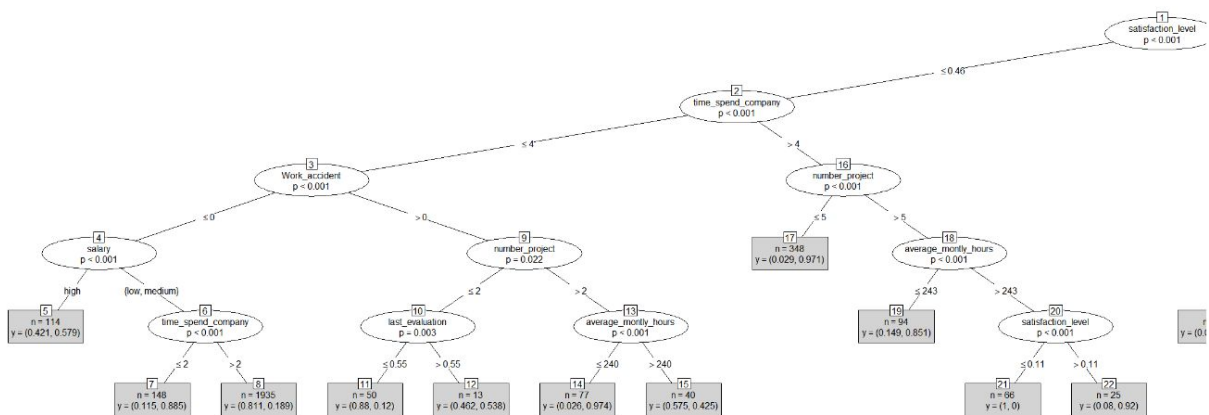 1
satisfaction_level
p < 0.001
≤ 0.46
2
time_spend_company
p < 0.001
≤ 4
> 4
3
Work_accident
p < 0.001
16
number_project
p < 0.001
≤ 0
> 0
≤ 5
> 5
4
salary
p < 0.001
9
number_project
p = 0.022
17
n = 348
y = (0.029, 0.971)
18
average_montly_hours
p < 0.001
high
(low, medium)
≤ 2
> 2
≤ 243
> 243
5
n = 114
y = (0.421, 0.579)
6
time_spend_company
p < 0.001
10
last_evaluation
p = 0.003
13
average_montly_hours
p < 0.001
19
n = 94
y = (0.149, 0.851)
20
satisfaction_level
p < 0.001
≤ 2
> 2
≤ 0.55
> 0.55
≤ 240
> 240
≤ 0.11
> 0.11
7
n = 148
y = (0.115, 0.885)
8
n = 1935
y = (0.811, 0.189)
11
n = 50
y = (0.88, 0.12)
12
n = 13
y = (0.462, 0.538)
14
n = 77
y = (0.026, 0.974)
15
n = 40
y = (0.575, 0.425)
21
n = 66
y = (1, 0)
22
n = 25
y = (0.08, 0.92)